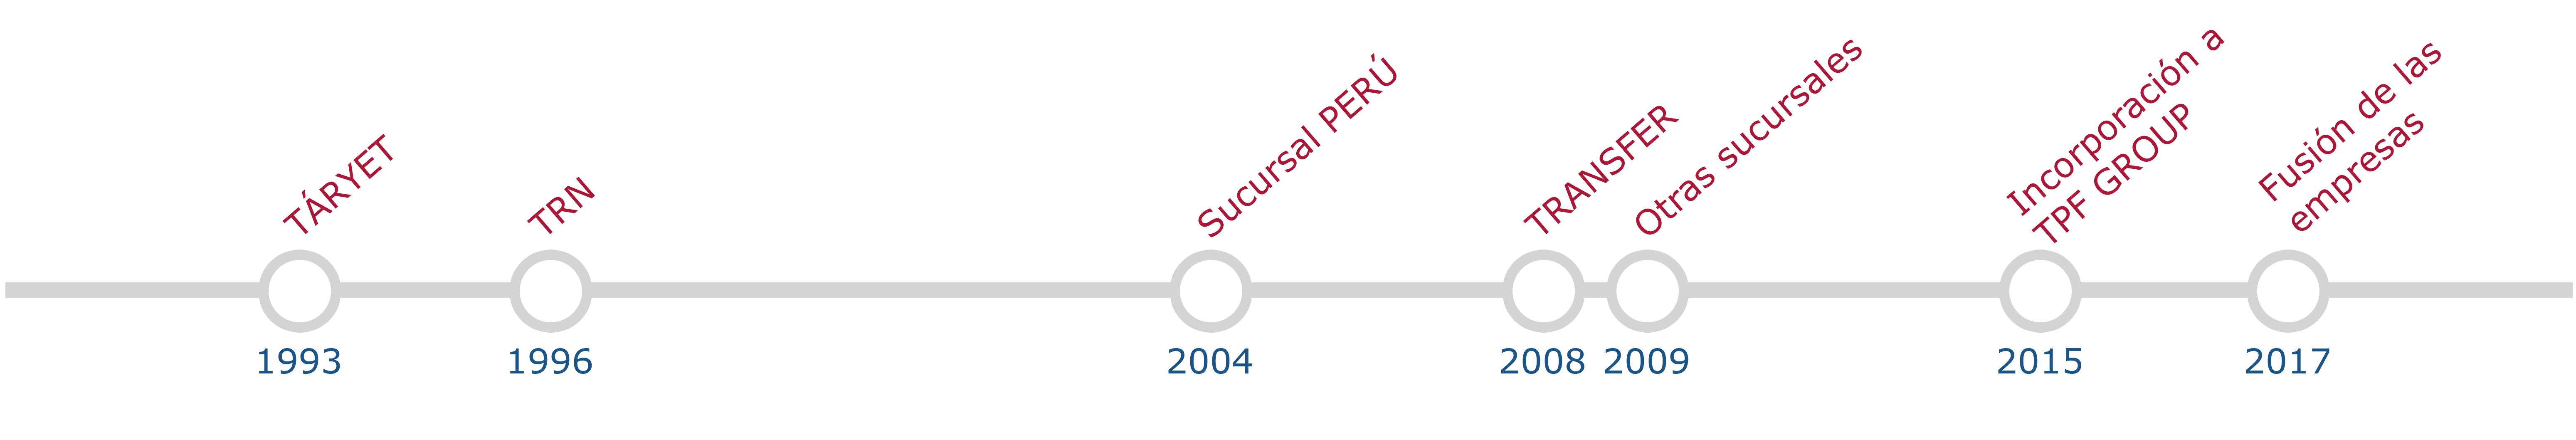 TÁRYET
TRN
Sucursal PERÚ
TRANSFER
Otras sucursales
Incorporación a
TPF GROUP
Fusión de las
empresas
1993
1996
2004
2008
2009
2015
2017